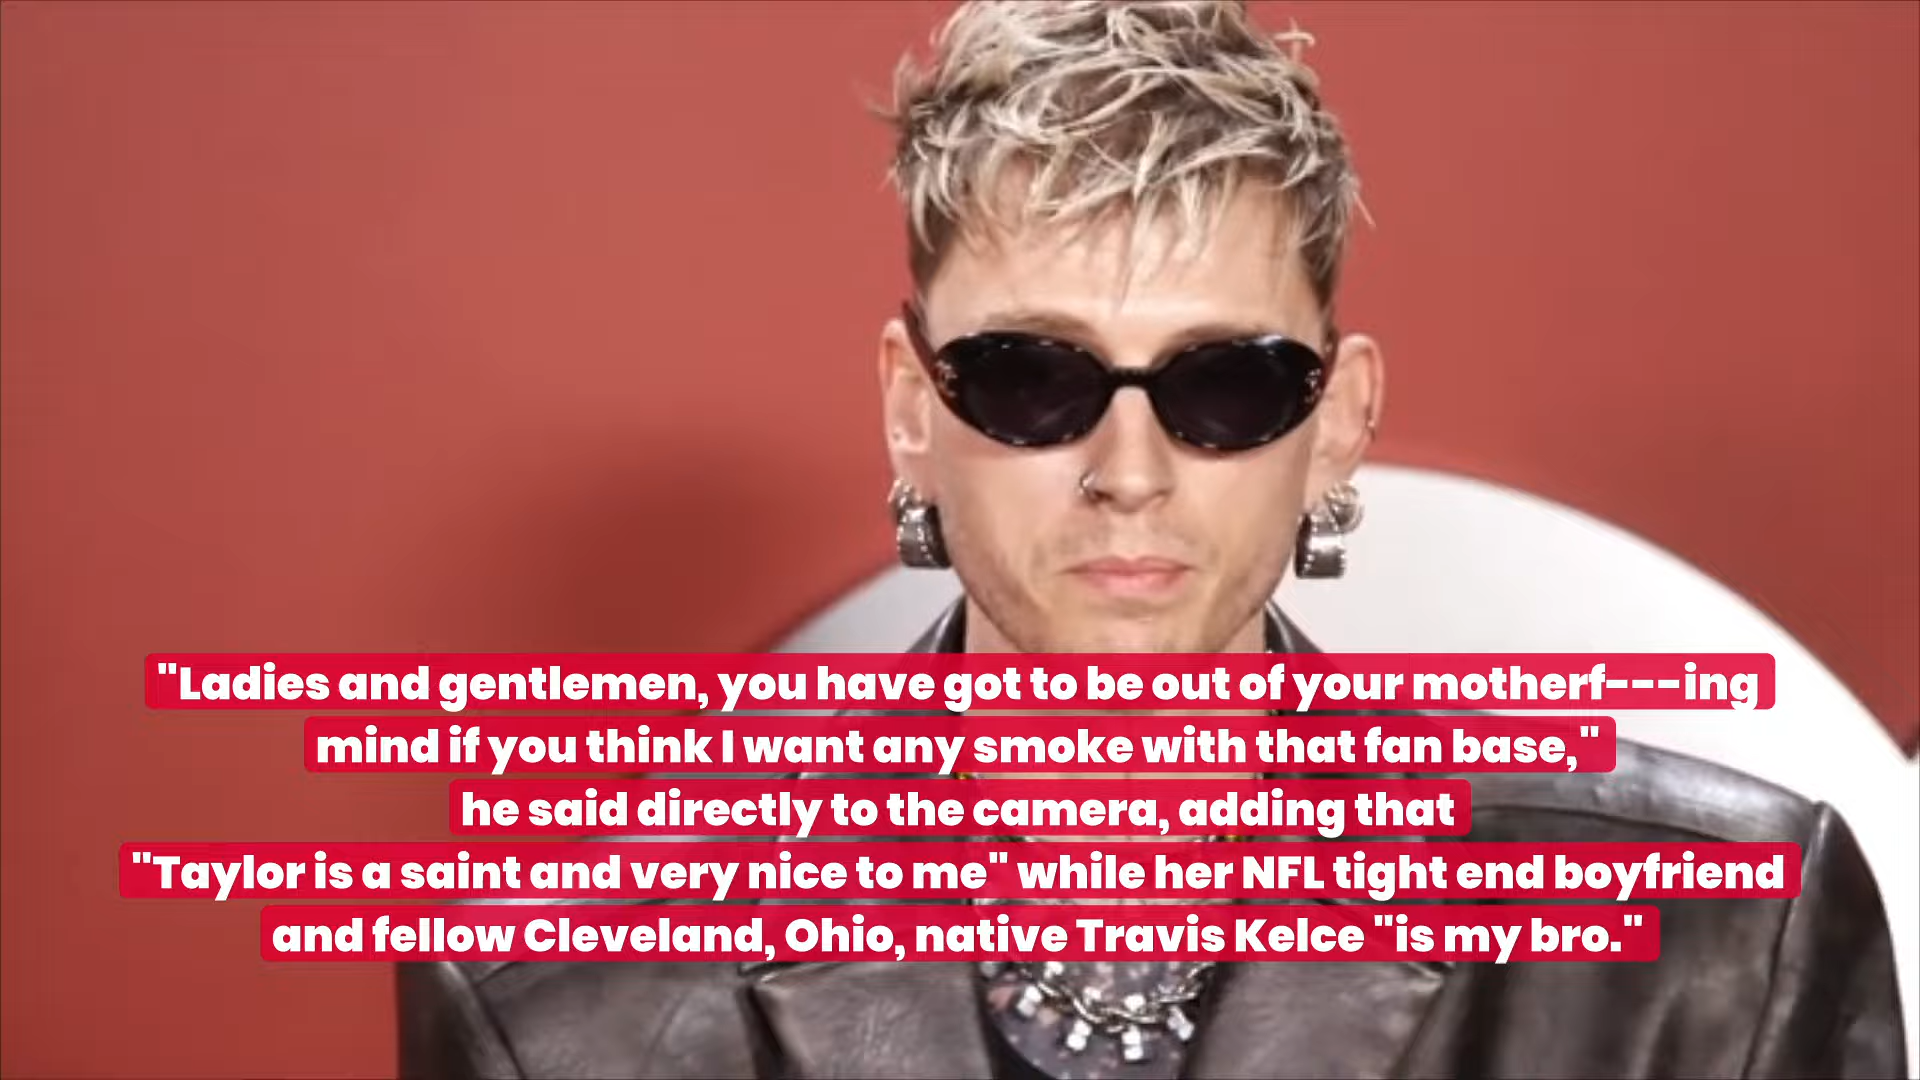 "Ladies and gentlemen, you have got to be out of your motherf---ing
mind if you think I want any smoke with that fan base,"
he said directly to the camera, adding that
"Taylor is a saint and very nice to me" while her NFL tight end boyfriend
and fellow Cleveland, Ohio, native Travis Kelce "is my bro."